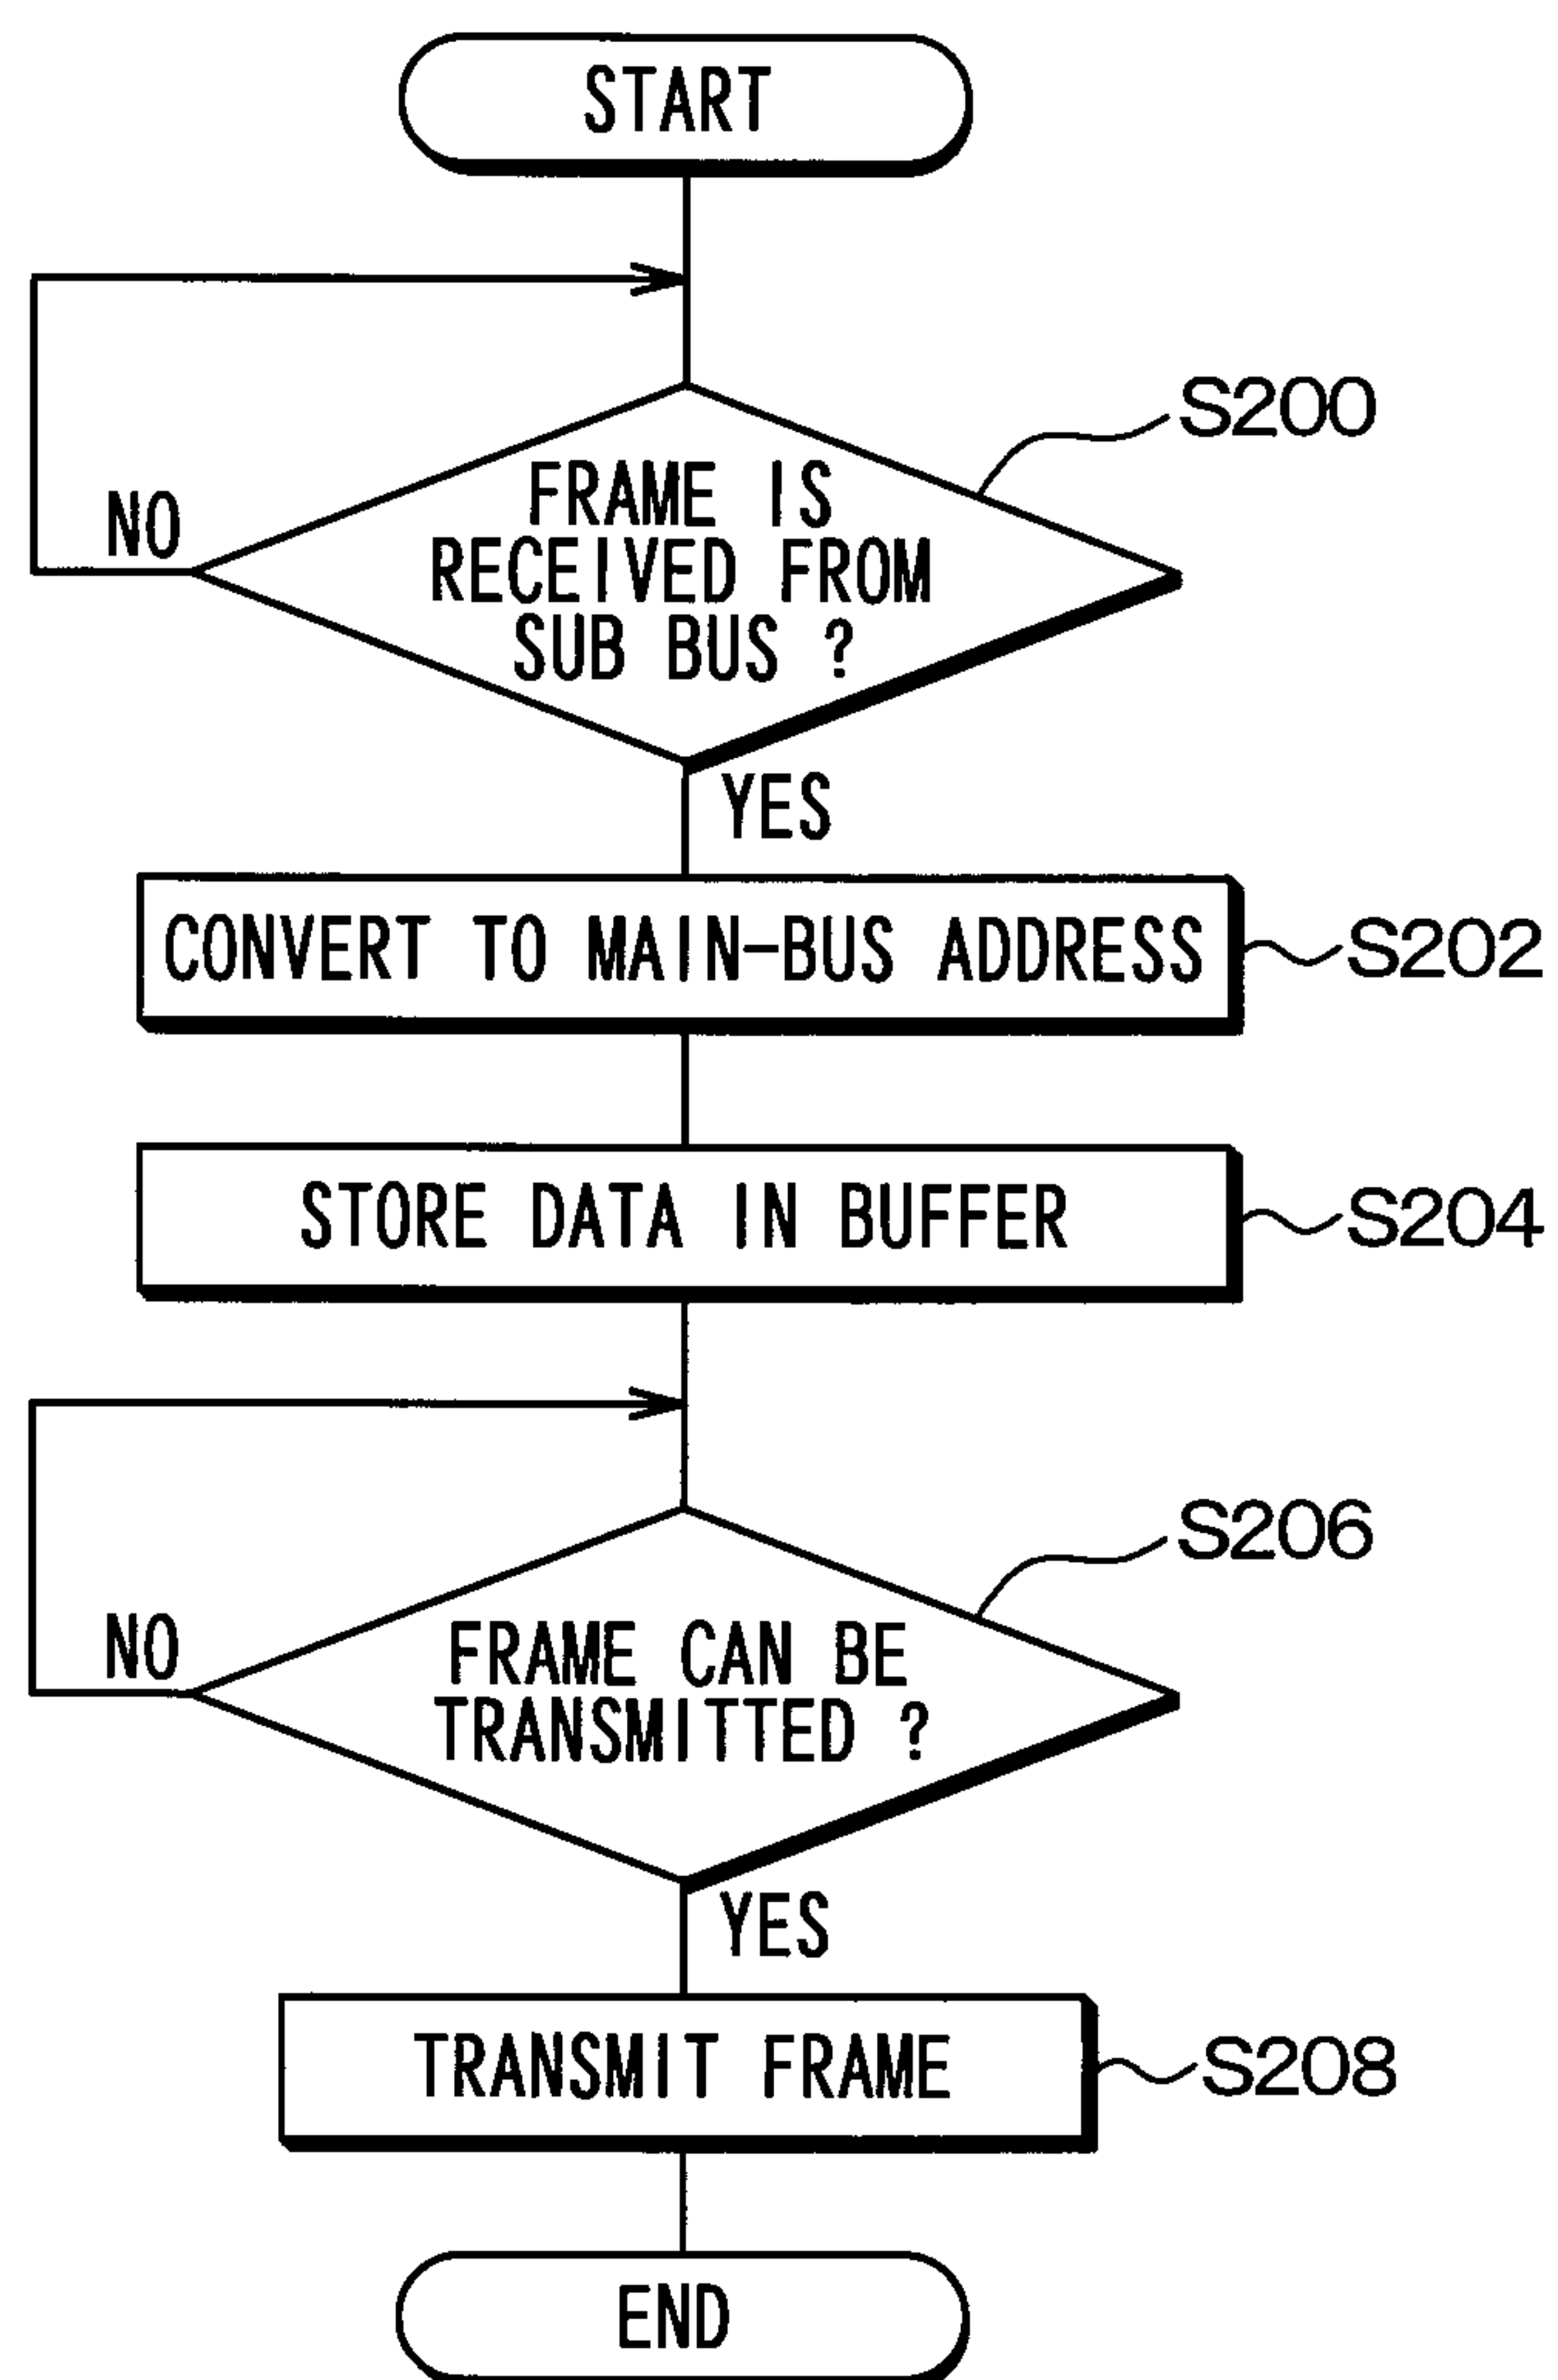 START
S200
FRAME IS
RECEIVED FROM
SUB BUS ?
NO
YES
CONVERT TO MAIN-BUS ADDRESS
S202
STORE DATA IN BUFFER
S204
S206
FRAME CAN BE
TRANSMITTED ?
NO
YES
TRANSMIT FRAME
S208
END